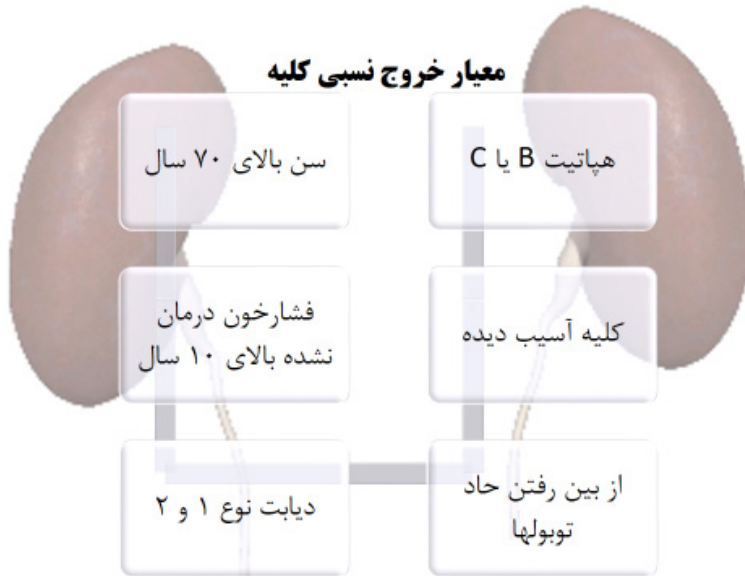 معیار خروج نسبی کلیه
هپاتیت B یا C
سن بالای ۷۰ سال
کلیه آسیب دیده
فشارخون درمان
نشده بالای ۱۰ سال
از بین رفتن حاد
توبولها
دیابت نوع ۱ و ۲